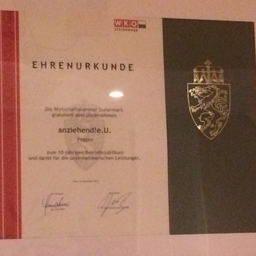 WKO
STEIERMARK
EHRENURKUNDE
Die Wirtschaftskammer Steiermark
gratuliert dem Unternehmen
anziehend!e.U.
zum 10-jährigen Betriebsjubiläum
und dankt für die unternehmerischen Leistungen.